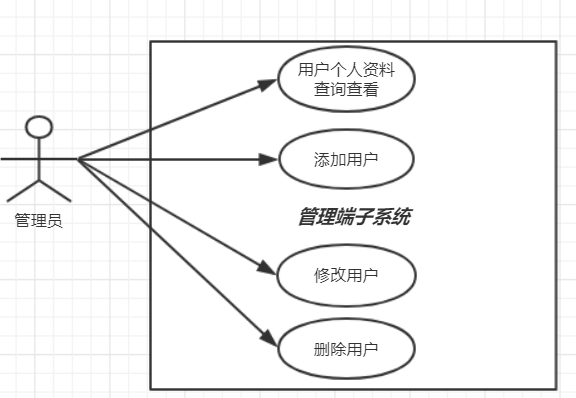 用户个人资料
查询查看
添加用户
管理端子系统
管理员
修改用户
删除用户